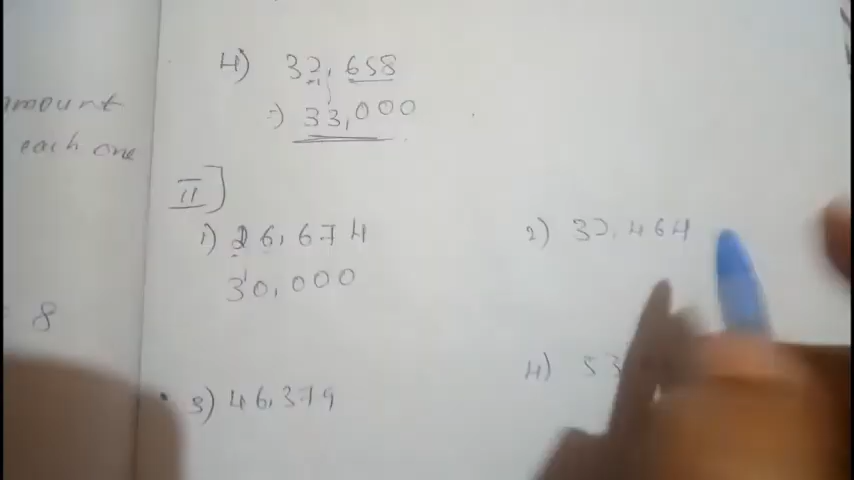 4) 32,658
:) 33,000
II]
1) 26,674
30,000
2) 32,464
3) 46,379
4) 53
amount
each one
8